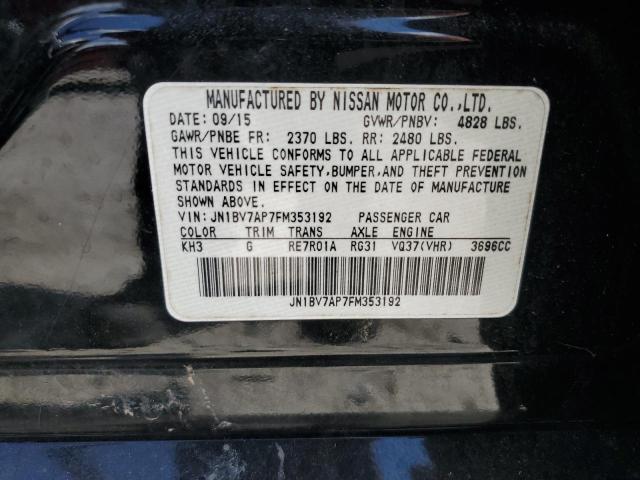 MANUFACTURED BY NISSAN MOTOR CO.,LTD.
DATE: 09/15 GVWR/PNBV: 4828 LBS.
GAWR/PNBE FR: 2370 LBS. RR: 2480 LBS.
THIS VEHICLE CONFORMS TO ALL APPLICABLE FEDERAL
MOTOR VEHICLE SAFETY,BUMPER,AND THEFT PREVENTION
STANDARDS IN EFFECT ON THE DATE OF MANUFACTURE
SHOWN ABOVE.
VIN: JN1BV7AP7FM353192 PASSENGER CAR
COLOR TRIM TRANS AXLE ENGINE
KH3 G RE7R01A RG31 VQ37(VHR) 3696CC
JN1BV7AP7FM353192